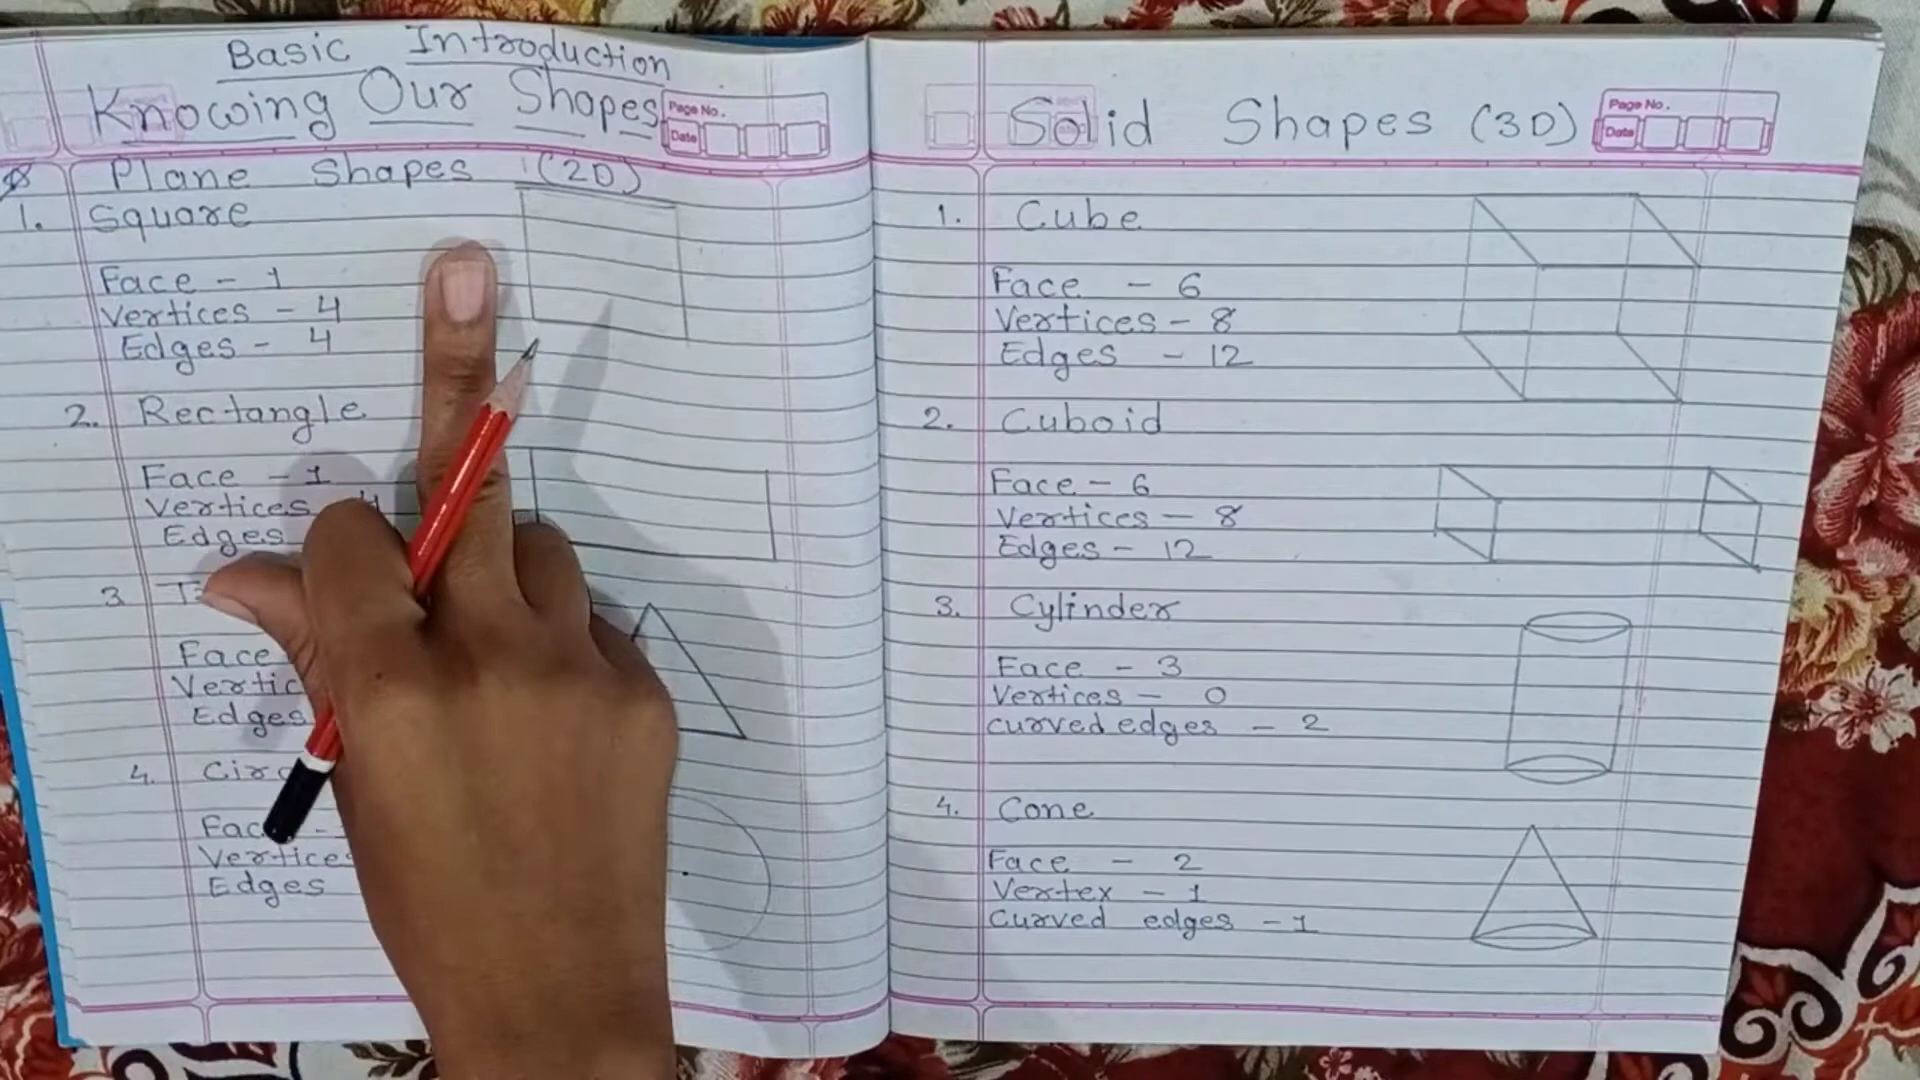 Basic Introduction
Knowing Our Shapes
Page No.
Date
Plane Shapes (2D)
1. Square
Face - 1
Vertices - 4
Edges - 4
2. Rectangle
Face - 1
Vertices
Edges
3
Face
Edges
4.
Vertices
Edges
Solid Shapes (3D)
Page No.
Date
1. Cube
Face - 6
Vertices - 8
Edges - 12
2. Cuboid
Face - 6
Vertices - 8
Edges - 12
3. Cylinder
Face - 3
Vertices - 0
curved edges - 2
4. Cone
Face - 2
Vertex - 1
Curved edges - 1